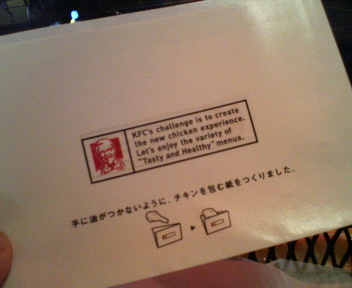 KFC's challenge is to create
the new chicken experience.
Let's enjoy the variety of
"Tasty and Healthy" menus.
手に油がつかないように、チキンを包む紙をつくりました。